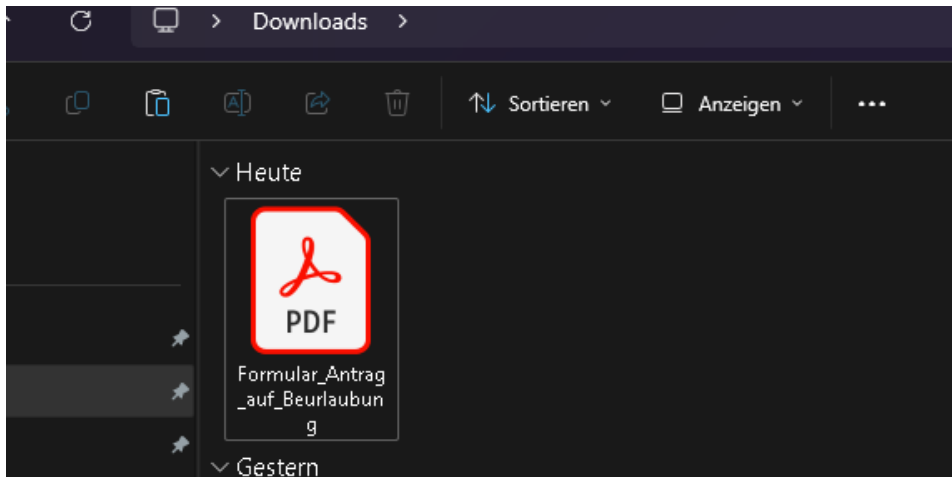 Downloads
Sortieren
Anzeigen
Heute
PDF
Formular_Antrag
_auf_Beurlaubun
g
Gestern